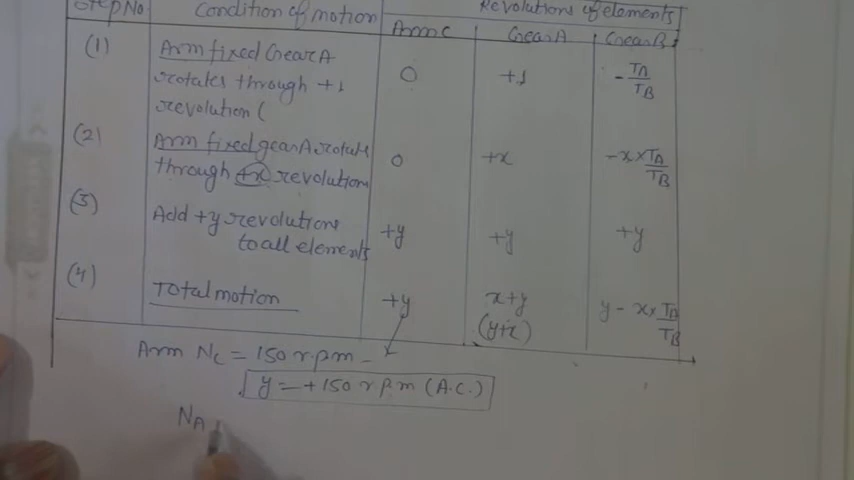 Step No Condition of motion Revolutions of elements
Arm C Gear A Gear B
(1) Arm fixed Gear A rotates through +1 revolution ( 0 +1 - TA/TB
(2) Arm fixed gear A rotates through +x revolutions 0 +x - x × TA/TB
(3) Add +y revolutions to all elements +y +y +y
(4) Total motion +y x+y (y+x) y - x × TA/TB
Arm NC = 150 r.p.m -
y = +150 r.p.m (A.C.)
NA